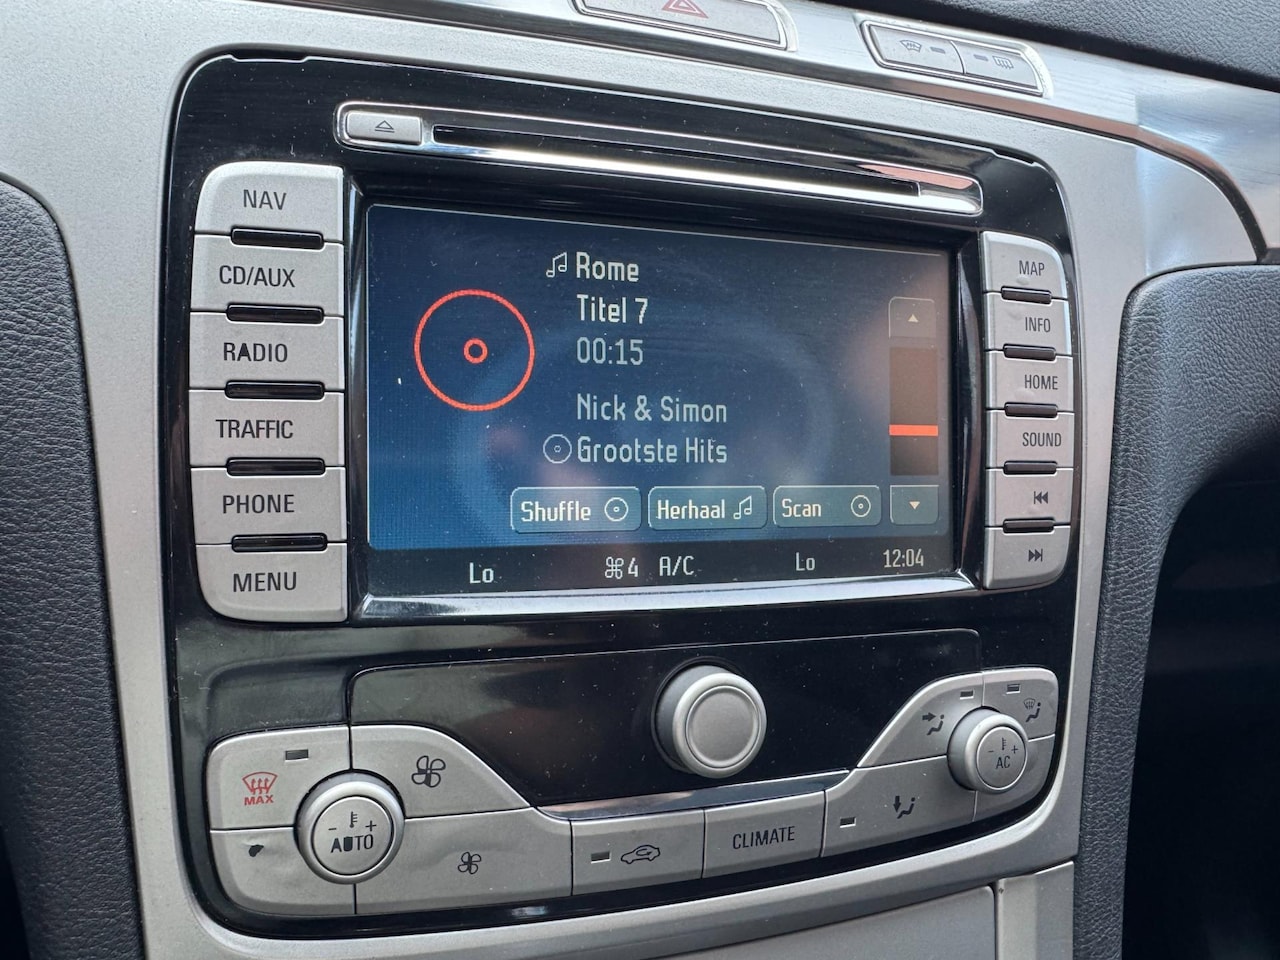 NAV
CD/AUX
RADIO
TRAFFIC
PHONE
MENU
Rome
Titel 7
00:15
Nick & Simon
Grootste Hits
Shuffle
Herhaal
Scan
Lo
4 A/C
Lo
12:04
MAP
INFO
HOME
SOUND
MAX
- +
AUTO
CLIMATE
- +
AC